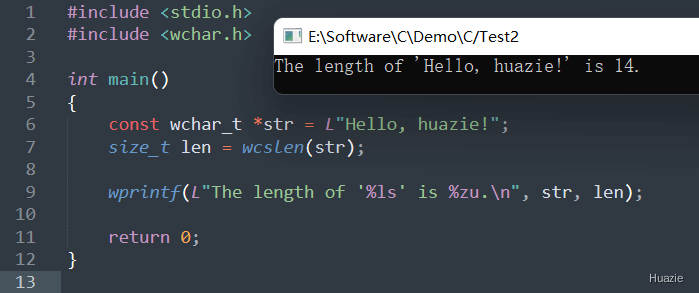 1 #include <stdio.h>
2 #include <wchar.h>
3
4 int main()
5 {
6 const wchar_t *str = L"Hello, huazie!";
7 size_t len = wcslen(str);
8
9 wprintf(L"The length of '%ls' is %zu.\n", str, len);
10
11 return 0;
12 }
13
E:\Software\C\Demo\C/Test2
The length of 'Hello, huazie!' is 14.
Huazie